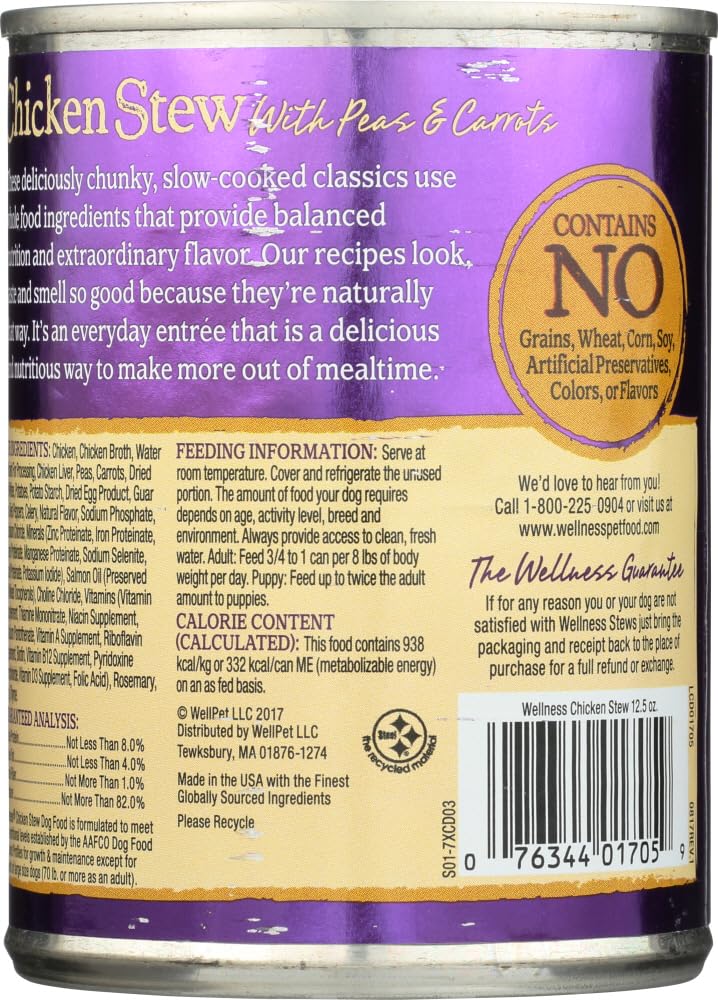 Chicken Stew With Peas & Carrots
deliciously chunky, slow-cooked classics use
food ingredients that provide balanced
and extraordinary flavor. Our recipes look,
and smell so good because they're naturally
way. It's an everyday entrée that is a delicious
nutritious way to make more out of mealtime.
CONTAINS
NO
Grains, Wheat, Corn, Soy,
Artificial Preservatives,
Colors, or Flavors
INGREDIENTS: Chicken, Chicken Broth, Water
Processing, Chicken Liver, Peas, Carrots, Dried
Potatoes, Potato Starch, Dried Egg Product, Guar
Celery, Natural Flavor, Sodium Phosphate,
Chloride, Minerals (Zinc Proteinate, Iron Proteinate,
Manganese Proteinate, Sodium Selenite,
Potassium Iodide), Salmon Oil (Preserved
Choline Chloride, Vitamins (Vitamin
Thiamine Mononitrate, Niacin Supplement,
Vitamin A Supplement, Riboflavin
Vitamin B12 Supplement, Pyridoxine
Vitamin D3 Supplement, Folic Acid), Rosemary,
ANALYSIS:
Not Less Than 8.0%
Not Less Than 4.0%
Not More Than 1.0%
Not More Than 82.0%
Chicken Stew Dog Food is formulated to meet
levels established by the AAFCO Dog Food
for growth & maintenance except for
large size dogs (70 lb. or more as an adult).
FEEDING INFORMATION: Serve at
room temperature. Cover and refrigerate the unused
portion. The amount of food your dog requires
depends on age, activity level, breed and
environment. Always provide access to clean, fresh
water. Adult: Feed 3/4 to 1 can per 8 lbs of body
weight per day. Puppy: Feed up to twice the adult
amount to puppies.
CALORIE CONTENT
(CALCULATED): This food contains 938
kcal/kg or 332 kcal/can ME (metabolizable energy)
on an as fed basis.
© WellPet LLC 2017
Distributed by WellPet LLC
Tewksbury, MA 01876-1274
Made in the USA with the Finest
Globally Sourced Ingredients
Please Recycle
Steel
the recycled material
We'd love to hear from you!
Call 1-800-225-0904 or visit us at
www.wellnesspetfood.com
The Wellness Guarantee
If for any reason you or your dog are not
satisfied with Wellness Stews just bring the
packaging and receipt back to the place of
purchase for a full refund or exchange.
Wellness Chicken Stew 12.5 oz.
0 76344 01705 9
S01-7XCD03
LCD01705
0817REV.1